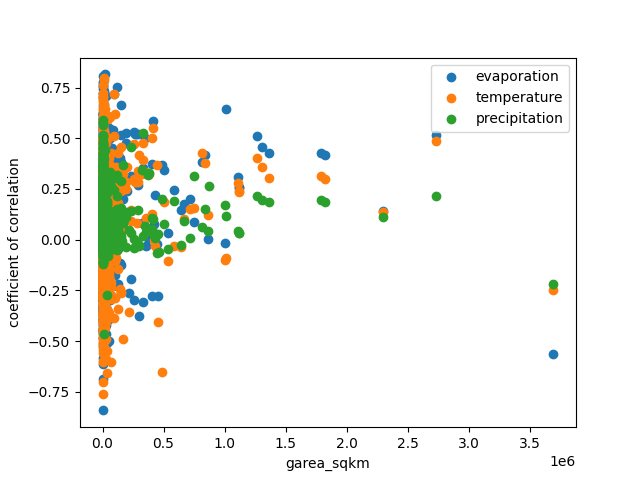 evaporation
temperature
precipitation
coefficient of correlation
0.75
0.50
0.25
0.00
−0.25
−0.50
−0.75
0.0 0.5 1.0 1.5 2.0 2.5 3.0 3.5
1e6
garea_sqkm